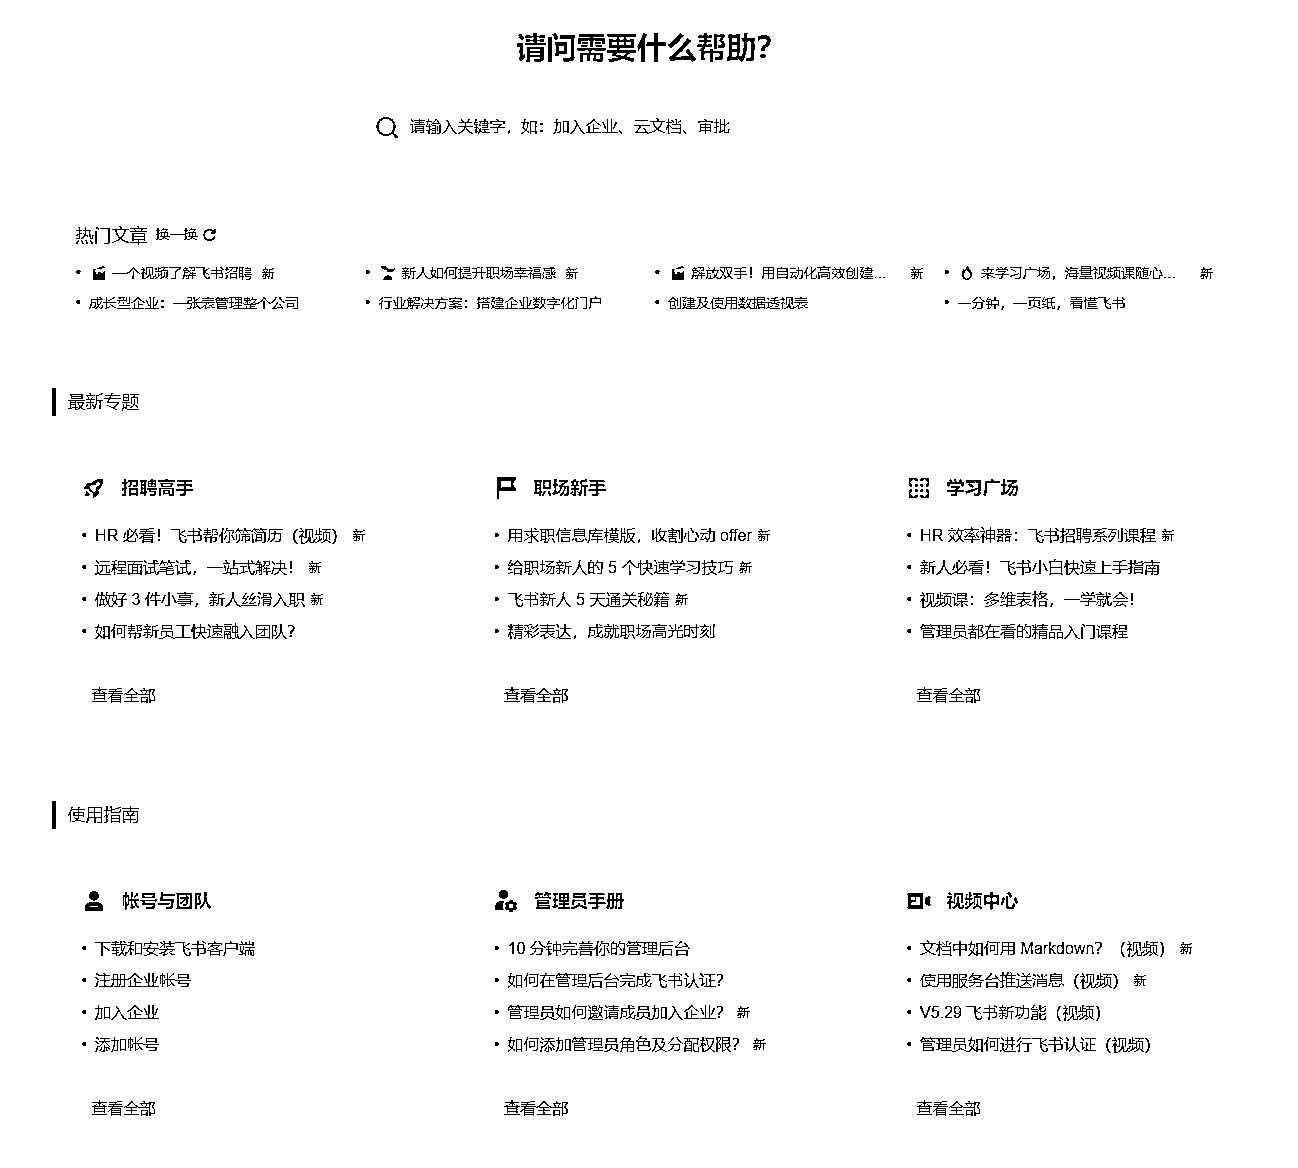 请问需要什么帮助？
请输入关键字，如：加入企业、云文档、审批
热门文章 换一换
• 一个视频了解飞书招聘 新
• 新人如何提升职场幸福感 新
• 解放双手！用自动化高效创建... 新
• 来学习广场，海量视频课随心... 新
• 成长型企业：一张表管理整个公司
• 行业解决方案：搭建企业数字化门户
• 创建及使用数据透视表
• 一分钟，一页纸，看懂飞书
最新专题
招聘高手
• HR 必看！飞书帮你筛简历（视频） 新
• 远程面试笔试，一站式解决！ 新
• 做好 3 件小事，新人丝滑入职 新
• 如何帮新员工快速融入团队？
查看全部
职场新手
• 用求职信息库模版，收割心动 offer 新
• 给职场新人的 5 个快速学习技巧 新
• 飞书新人 5 天通关秘籍 新
• 精彩表达，成就职场高光时刻
查看全部
学习广场
• HR 效率神器：飞书招聘系列课程 新
• 新人必看！飞书小白快速上手指南
• 视频课：多维表格，一学就会！
• 管理员都在看的精品入门课程
查看全部
使用指南
帐号与团队
• 下载和安装飞书客户端
• 注册企业帐号
• 加入企业
• 添加帐号
查看全部
管理员手册
• 10 分钟完善你的管理后台
• 如何在管理后台完成飞书认证？
• 管理员如何邀请成员加入企业？ 新
• 如何添加管理员角色及分配权限？ 新
查看全部
视频中心
• 文档中如何用 Markdown？（视频） 新
• 使用服务台推送消息（视频） 新
• V5.29 飞书新功能（视频）
• 管理员如何进行飞书认证（视频）
查看全部